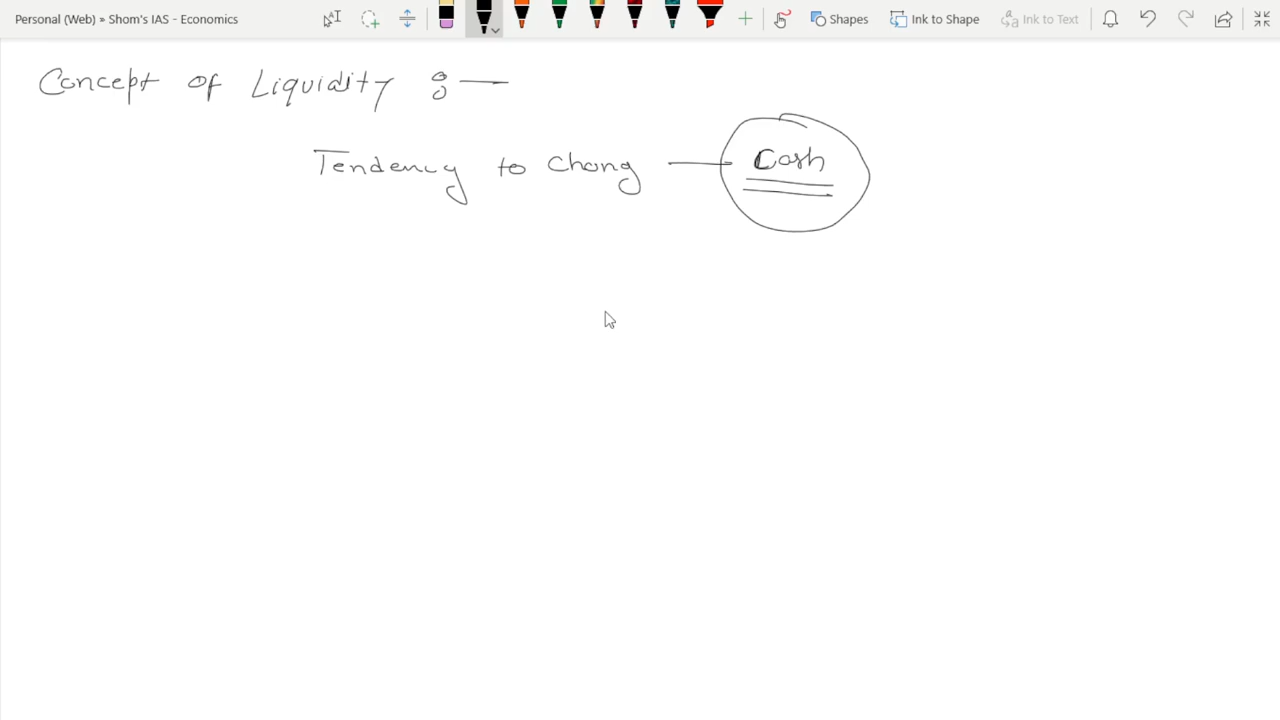 Personal (Web) » Shom's IAS - Economics
Shapes
Ink to Shape
Ink to Text
Concept of Liquidity :—
Tendency to Chang — Cash